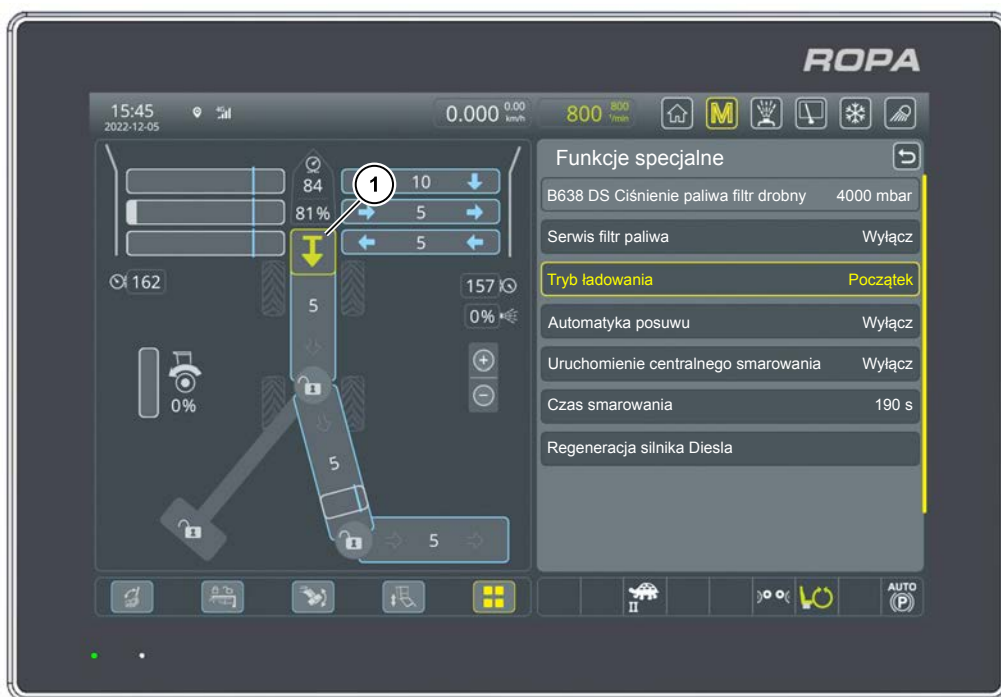 ROPA
15:45
2022-12-05
4G
0.000 0.00 km/h
800 800 1/min
M
Funkcje specjalne
84
81%
1
10
5
5
B638 DS Ciśnienie paliwa filtr drobny 4000 mbar
Serwis filtr paliwa Wyłącz
Tryb ładowania Początek
Automatyka posuwu Wyłącz
Uruchomienie centralnego smarowania Wyłącz
Czas smarowania 190 s
Regeneracja silnika Diesla
162
5
157
0%
0%
5
5
II
AUTO
P